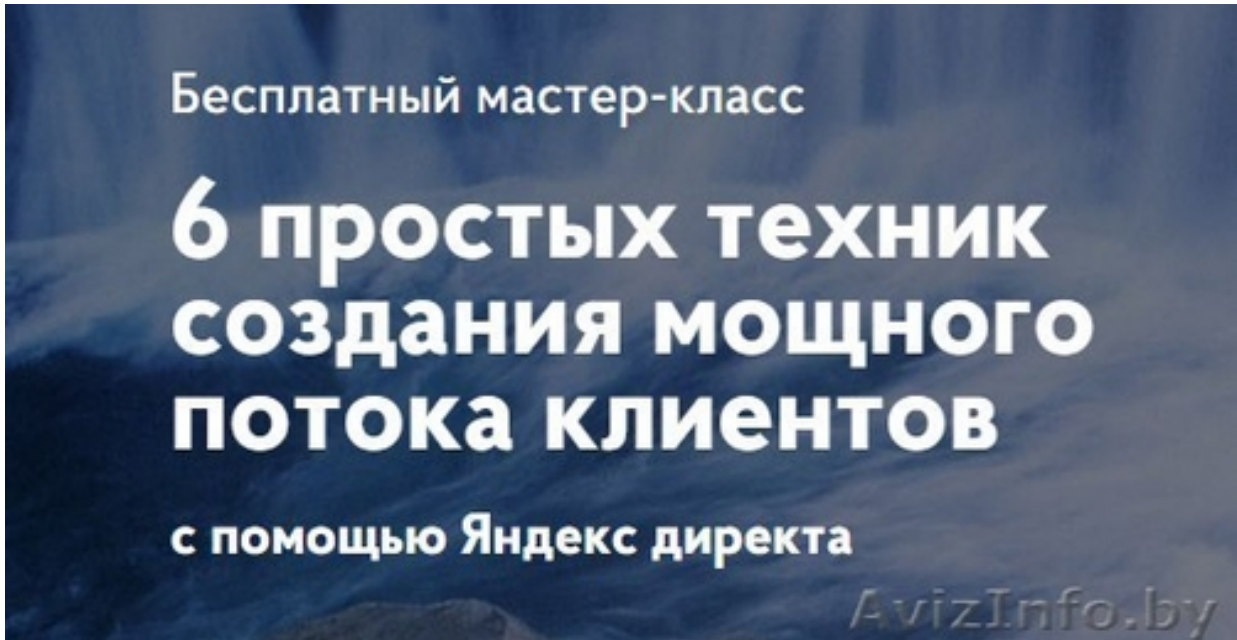 Бесплатный мастер-класс
6 простых техник
создания мощного
потока клиентов
с помощью Яндекс директа
AvizInfo.by